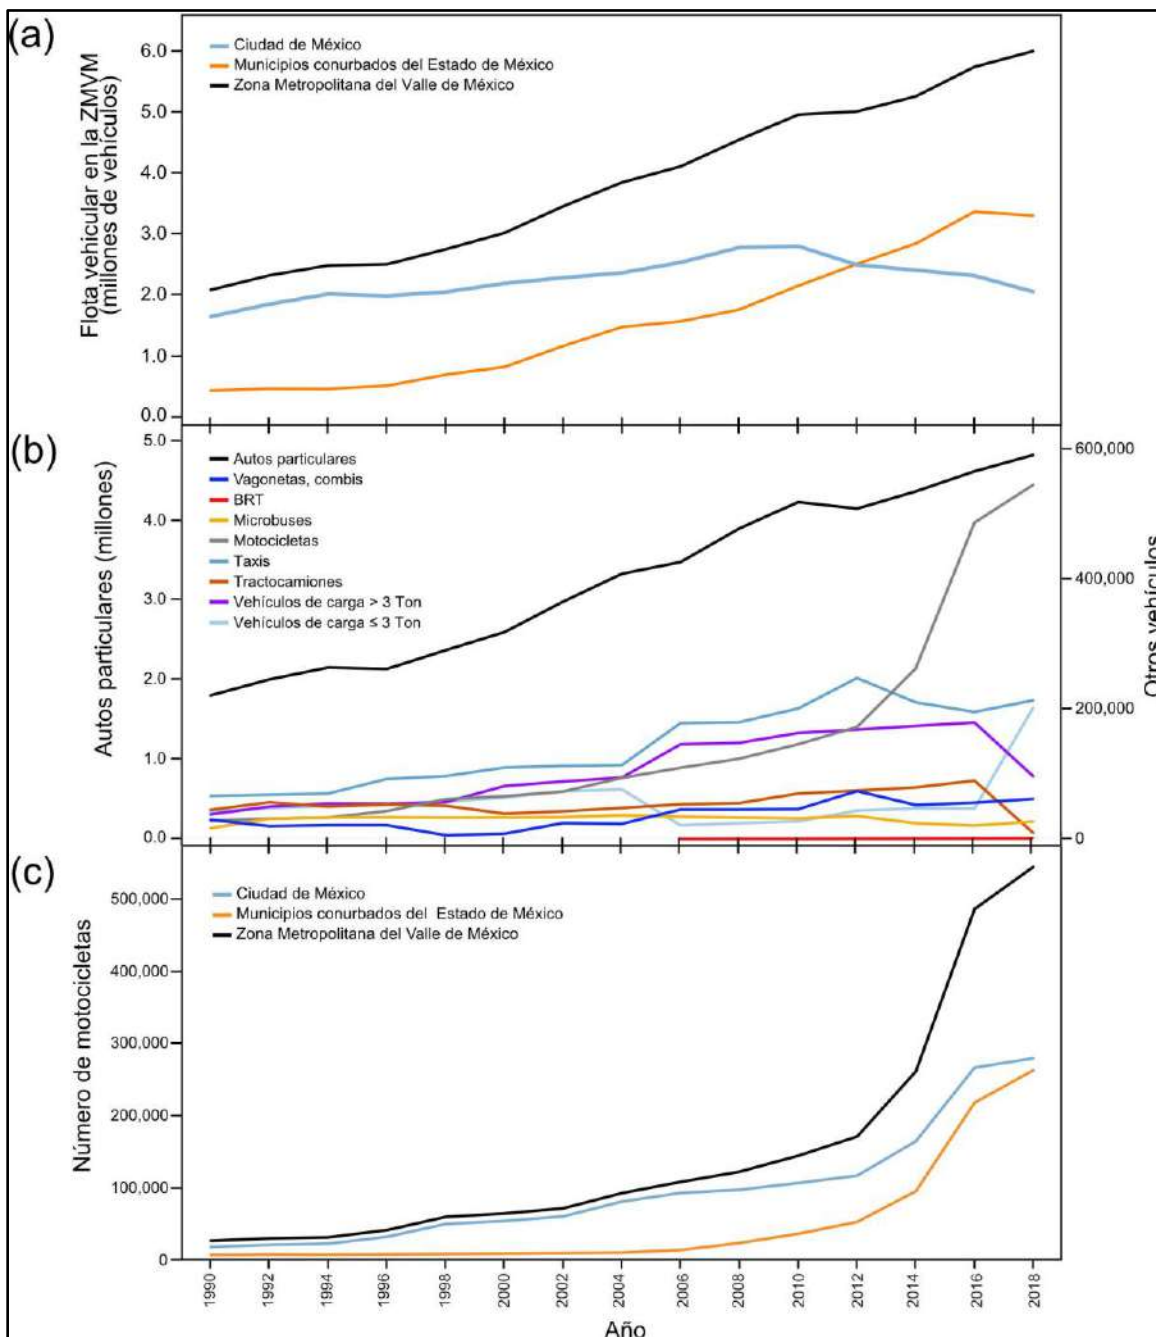 (a)
Flota vehicular en la ZMVM
(millones de vehículos)
6.0
5.0
4.0
3.0
2.0
1.0
0.0
Ciudad de México
Municipios conurbados del Estado de México
Zona Metropolitana del Valle de México
(b)
Autos particulares (millones)
5.0
4.0
3.0
2.0
1.0
0.0
Autos particulares
Vagonetas, combis
BRT
Microbuses
Motocicletas
Taxis
Tractocamiones
Vehículos de carga > 3 Ton
Vehículos de carga ≤ 3 Ton
600,000
400,000
200,000
0
Otros vehículos
(c)
Número de motocicletas
500,000
400,000
300,000
200,000
100,000
0
Ciudad de México
Municipios conurbados del Estado de México
Zona Metropolitana del Valle de México
1990
1992
1994
1996
1998
2000
2002
2004
2006
2008
2010
2012
2014
2016
2018
Año